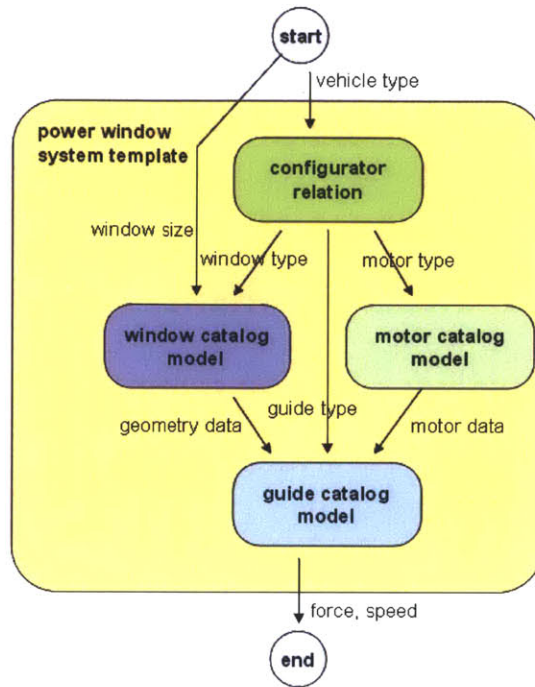 start
vehicle type
power window
system template
configurator
relation
window size
window type
motor type
window catalog
model
motor catalog
model
guide type
geometry data
motor data
guide catalog
model
force, speed
end